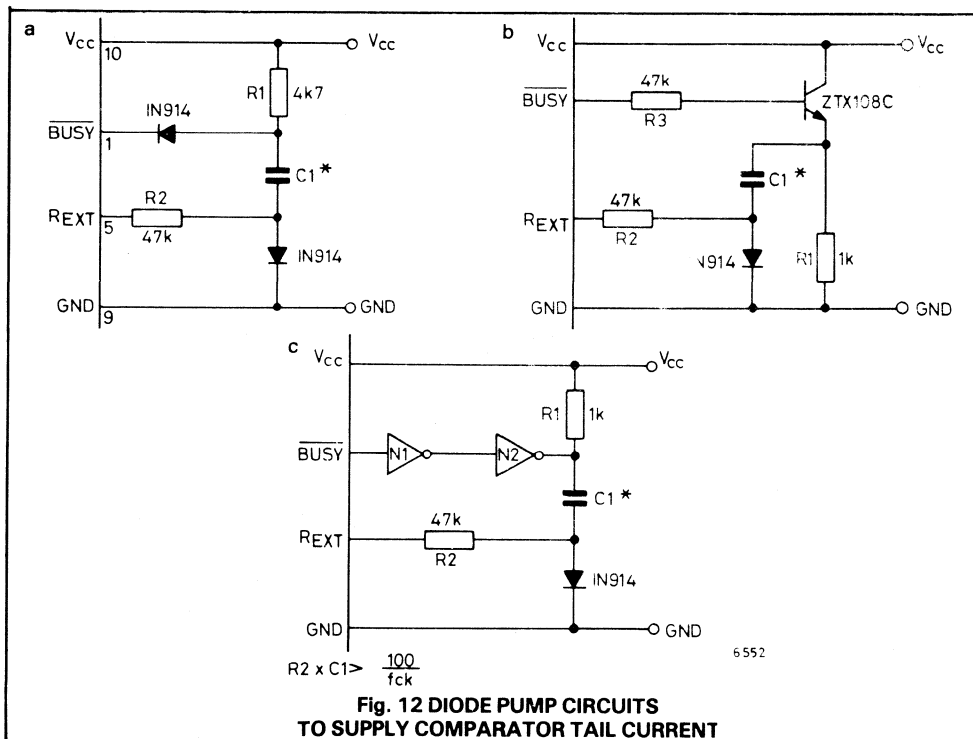 a
Vcc 10 Vcc
R1 4k7
IN914
BUSY 1
C1 *
R2
REXT 5
47k
IN914
GND 9 GND
b
Vcc Vcc
47k
BUSY
R3
ZTX108C
C1 *
47k
REXT
R2
N914
R1 1k
GND GND
c
Vcc Vcc
R1 1k
BUSY N1 N2
C1 *
47k
REXT
R2
IN914
GND GND
6552
R2 x C1> 100
fck
Fig. 12 DIODE PUMP CIRCUITS
TO SUPPLY COMPARATOR TAIL CURRENT